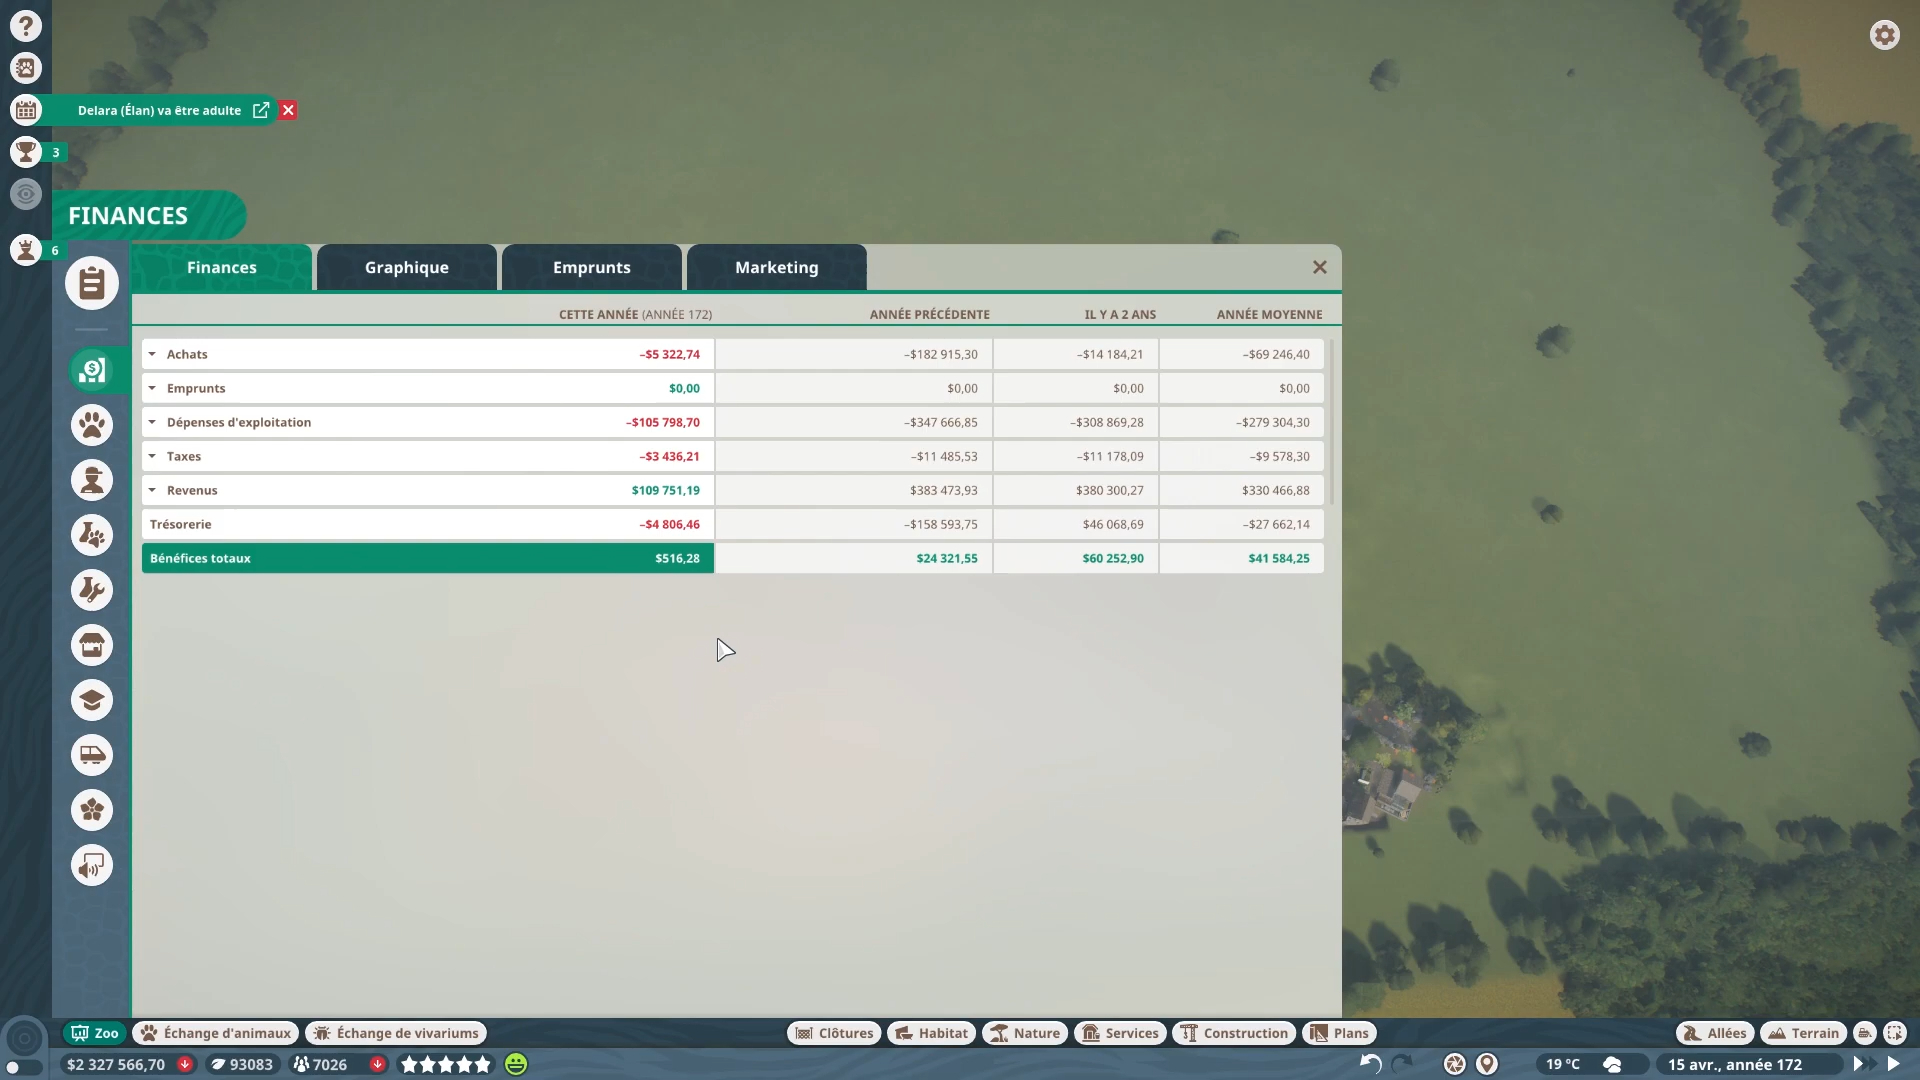 Delara (Élan) va être adulte
3
FINANCES
6
Finances Graphique Emprunts Marketing
CETTE ANNÉE (ANNÉE 172) ANNÉE PRÉCÉDENTE IL Y A 2 ANS ANNÉE MOYENNE
Achats –$5 322,74 –$182 915,30 –$14 184,21 –$69 246,40
Emprunts $0,00 $0,00 $0,00 $0,00
Dépenses d'exploitation –$105 798,70 –$347 666,85 –$308 869,28 –$279 304,30
Taxes –$3 436,21 –$11 485,53 –$11 178,09 –$9 578,30
Revenus $109 751,19 $383 473,93 $380 300,27 $330 466,88
Trésorerie –$4 806,46 –$158 593,75 $46 068,69 –$27 662,14
Bénéfices totaux $516,28 $24 321,55 $60 252,90 $41 584,25
Zoo Échange d'animaux Échange de vivariums Clôtures Habitat Nature Services Construction Plans Allées Terrain
$2 327 566,70 93083 7026 19 °C 15 avr., année 172